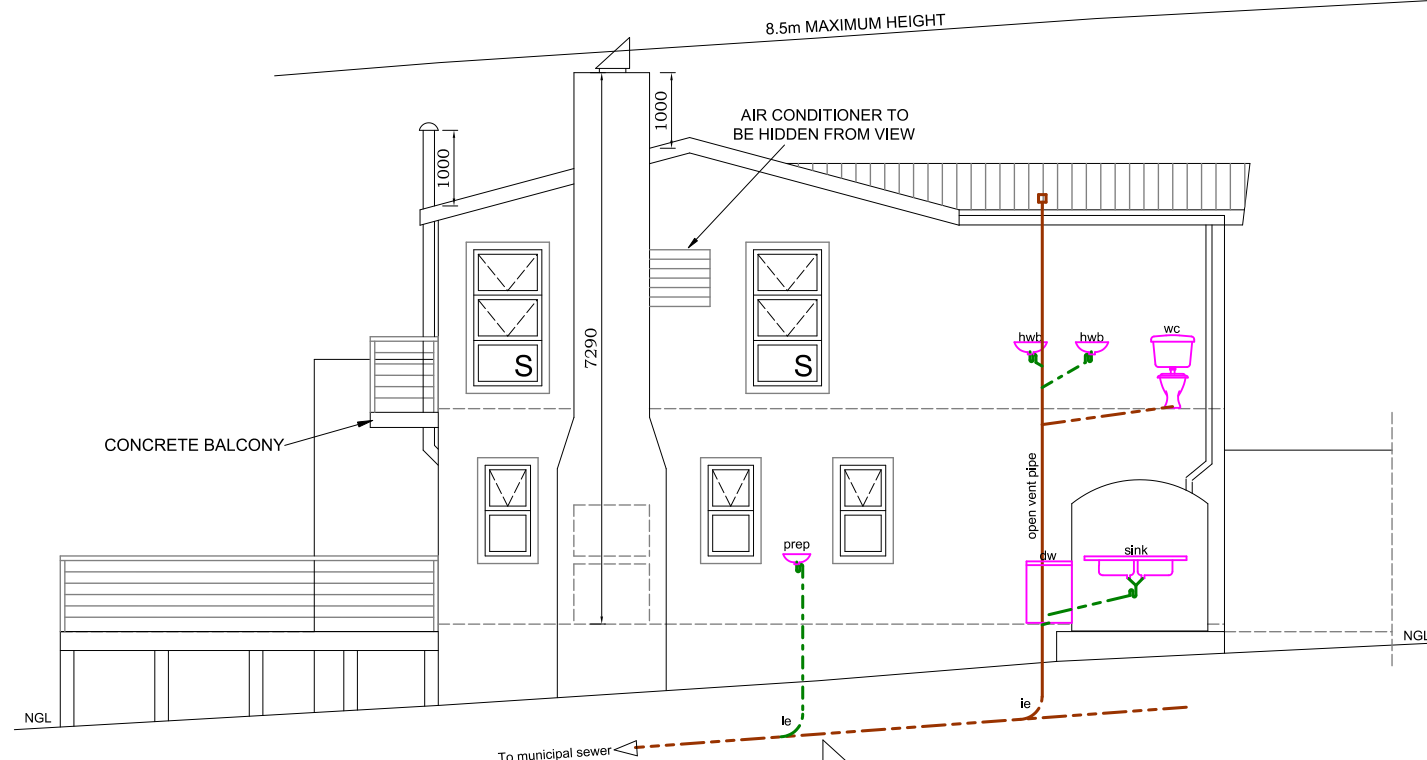 8.5m MAXIMUM HEIGHT
1000
1000
AIR CONDITIONER TO
BE HIDDEN FROM VIEW
7290
S
S
hwb
hwb
wc
CONCRETE BALCONY
open vent pipe
prep
dw
sink
NGL
NGL
Ie
ie
To municipal sewer